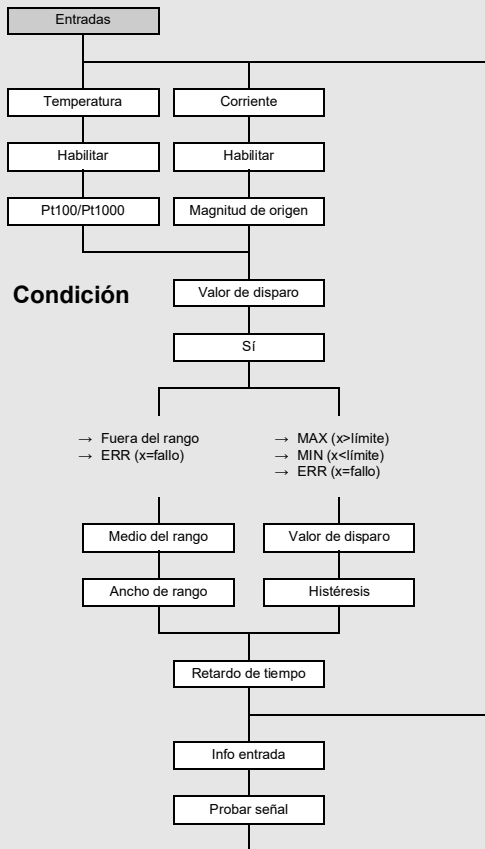 Entradas
Temperatura
Corriente
Habilitar
Habilitar
Pt100/Pt1000
Magnitud de origen
Condición
Valor de disparo
Sí
→ Fuera del rango
→ ERR (x=fallo)
→ MAX (x>límite)
→ MIN (x<límite)
→ ERR (x=fallo)
Medio del rango
Valor de disparo
Ancho de rango
Histéresis
Retardo de tiempo
Info entrada
Probar señal